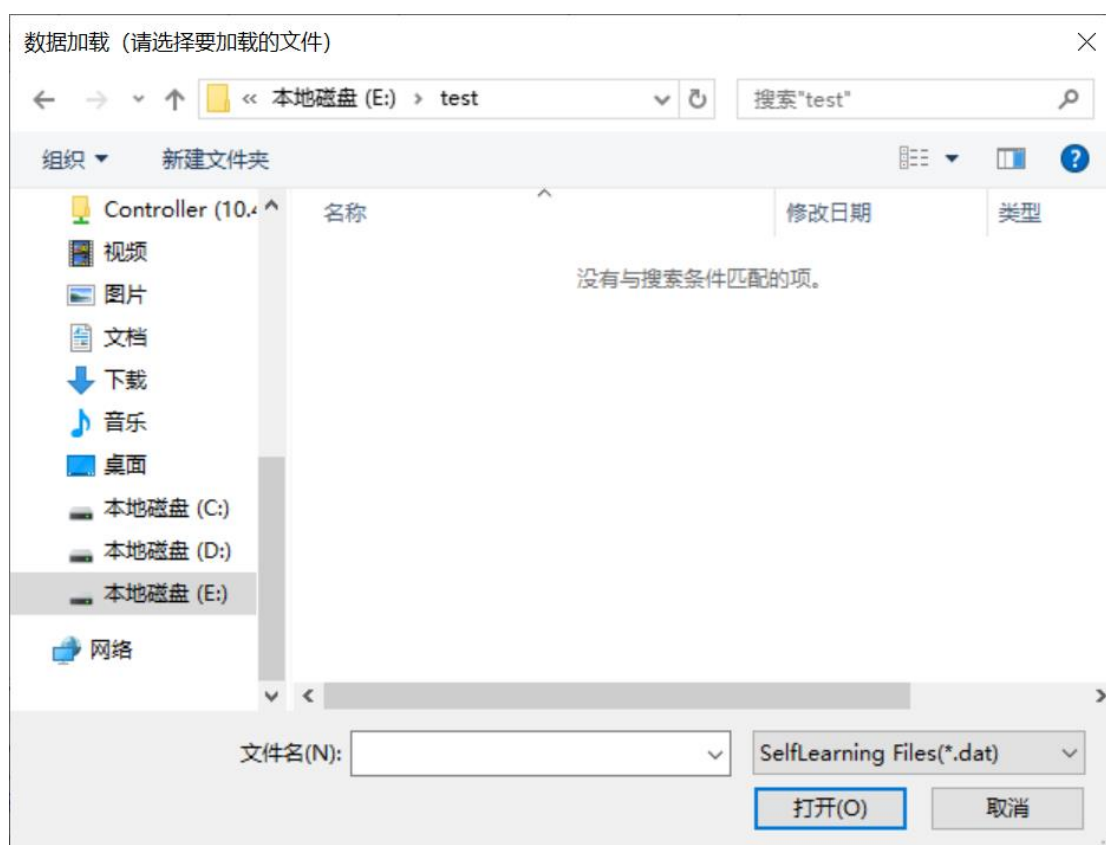 数据加载（请选择要加载的文件）
« 本地磁盘 (E:) › test
搜索"test"
组织
新建文件夹
名称
修改日期
类型
Controller (10.
视频
图片
文档
下载
音乐
桌面
本地磁盘 (C:)
本地磁盘 (D:)
本地磁盘 (E:)
网络
没有与搜索条件匹配的项。
文件名(N):
SelfLearning Files(*.dat)
打开(O)
取消